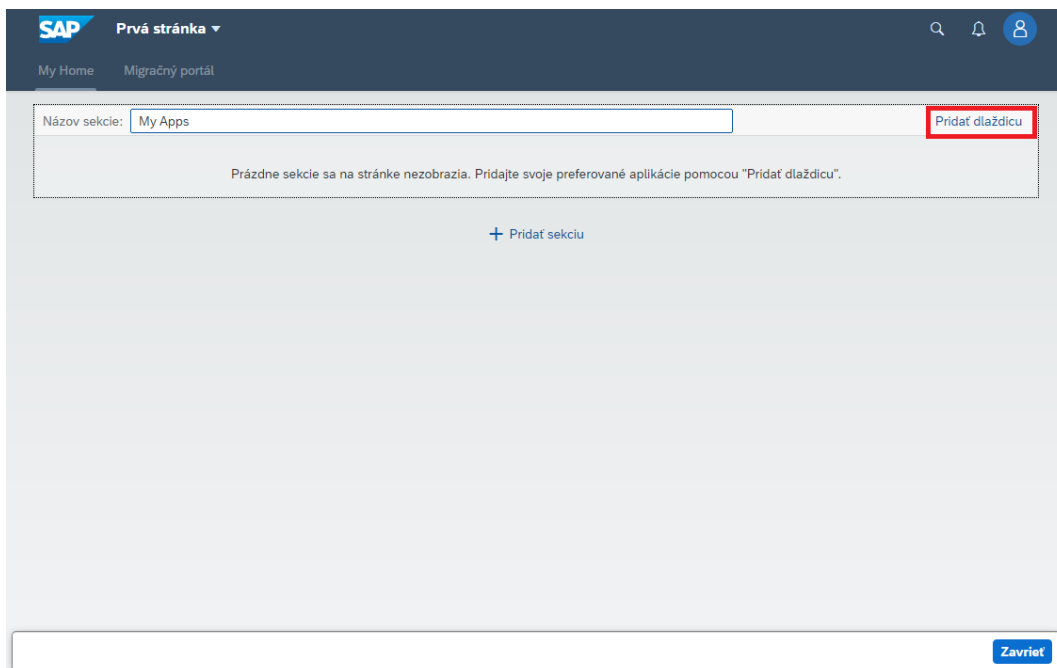 SAP Prvá stránka
My Home Migračný portál
Názov sekcie: My Apps Pridať dlaždicu
Prázdne sekcie sa na stránke nezobrazia. Pridajte svoje preferované aplikácie pomocou "Pridať dlaždicu".
+ Pridať sekciu
Zavrieť